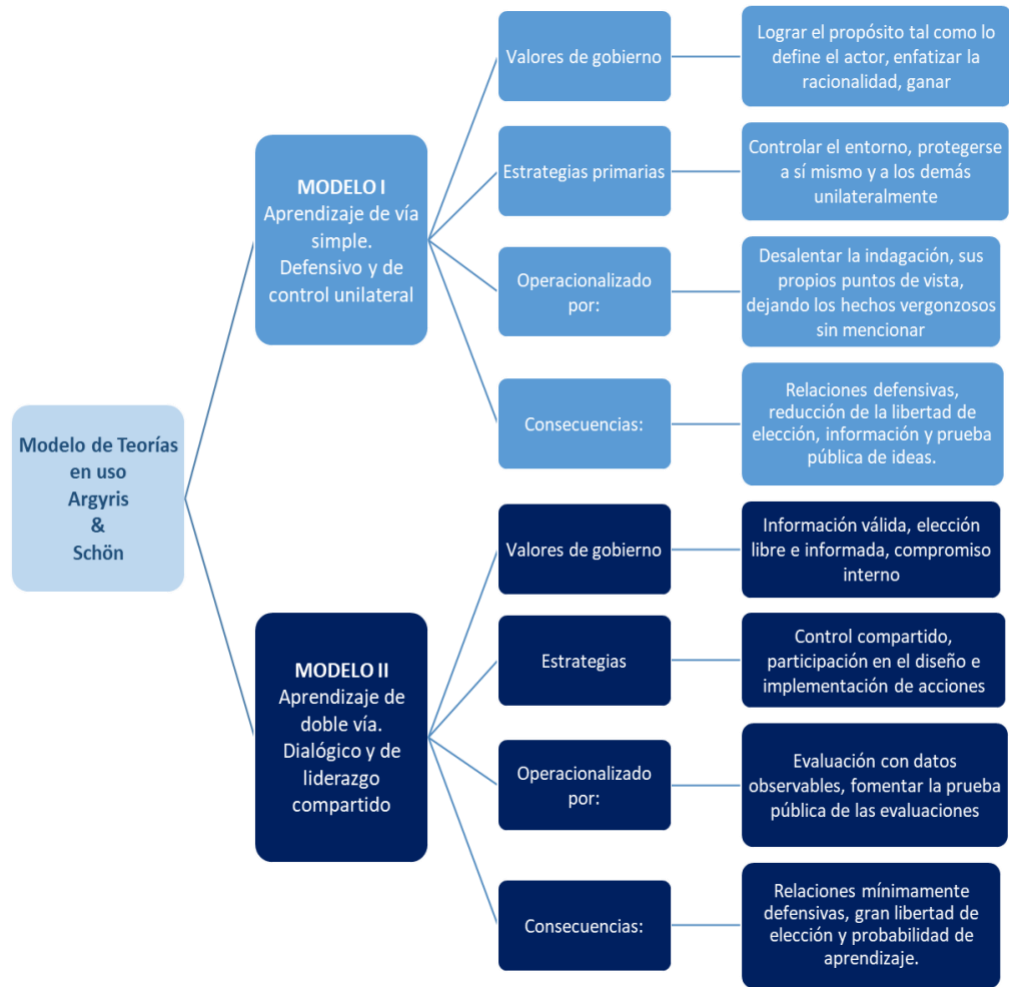 Modelo de Teorías
en uso
Argyris
&
Schön
MODELO I
Aprendizaje de vía
simple.
Defensivo y de
control unilateral
Valores de gobierno
Lograr el propósito tal como lo
define el actor, enfatizar la
racionalidad, ganar
Estrategias primarias
Controlar el entorno, protegerse
a sí mismo y a los demás
unilateralmente
Operacionalizado
por:
Desalentar la indagación, sus
propios puntos de vista,
dejando los hechos vergonzosos
sin mencionar
Consecuencias:
Relaciones defensivas,
reducción de la libertad de
elección, información y prueba
pública de ideas.
MODELO II
Aprendizaje de
doble vía.
Dialógico y de
liderazgo
compartido
Valores de gobierno
Información válida, elección
libre e informada, compromiso
interno
Estrategias
Control compartido,
participación en el diseño e
implementación de acciones
Operacionalizado
por:
Evaluación con datos
observables, fomentar la prueba
pública de las evaluaciones
Consecuencias:
Relaciones mínimamente
defensivas, gran libertad de
elección y probabilidad de
aprendizaje.